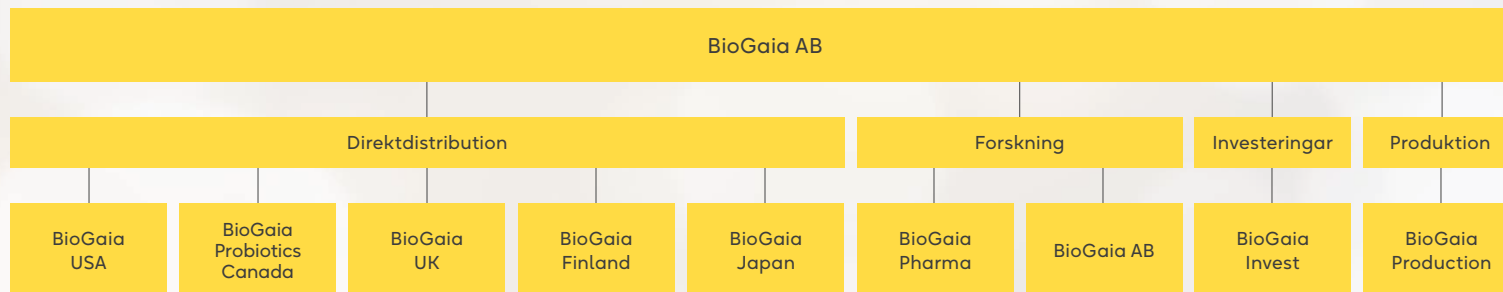 BioGaia AB
Direktdistribution
Forskning
Investeringar
Produktion
BioGaia
USA
BioGaia
Probiotics
Canada
BioGaia
UK
BioGaia
Finland
BioGaia
Japan
BioGaia
Pharma
BioGaia AB
BioGaia
Invest
BioGaia
Production